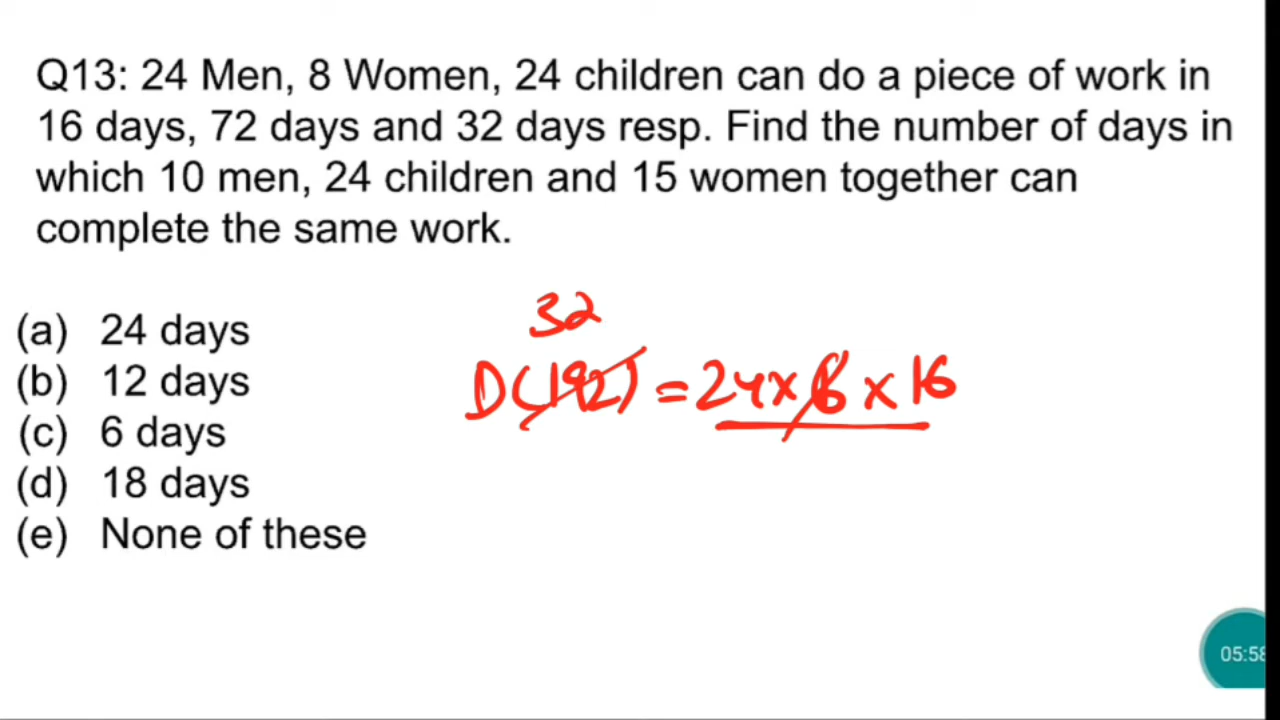 Q13: 24 Men, 8 Women, 24 children can do a piece of work in
16 days, 72 days and 32 days resp. Find the number of days in
which 10 men, 24 children and 15 women together can
complete the same work.
(a) 24 days
(b) 12 days
(c) 6 days
(d) 18 days
(e) None of these
32
D(192) = 24 x 6 x 16
05:58